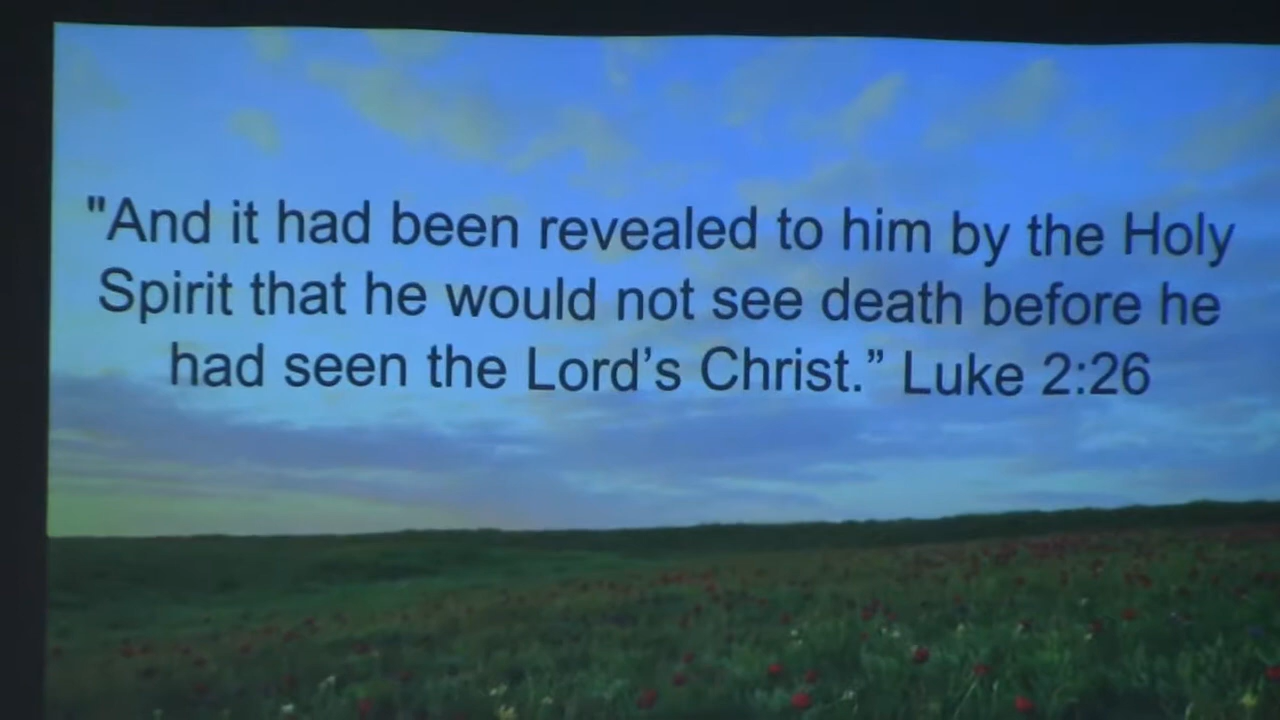 "And it had been revealed to him by the Holy
Spirit that he would not see death before he
had seen the Lord’s Christ.” Luke 2:26